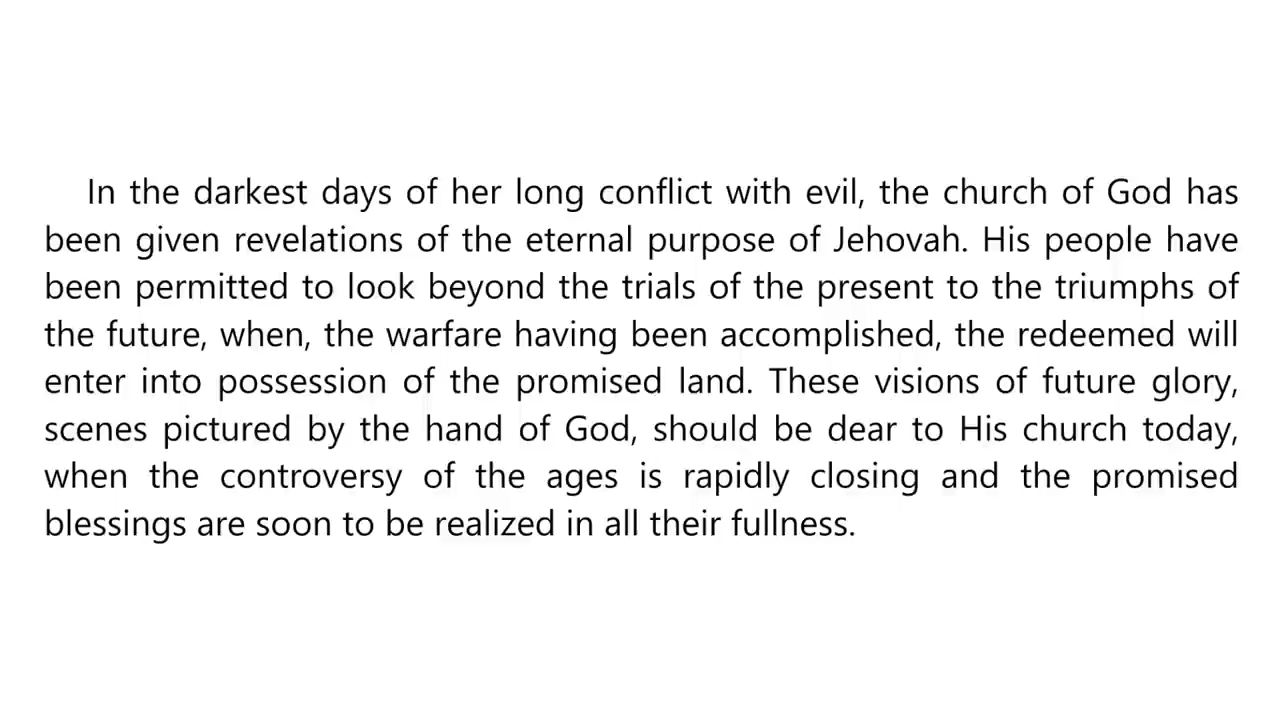 In the darkest days of her long conflict with evil, the church of God has
been given revelations of the eternal purpose of Jehovah. His people have
been permitted to look beyond the trials of the present to the triumphs of
the future, when, the warfare having been accomplished, the redeemed will
enter into possession of the promised land. These visions of future glory,
scenes pictured by the hand of God, should be dear to His church today,
when the controversy of the ages is rapidly closing and the promised
blessings are soon to be realized in all their fullness.